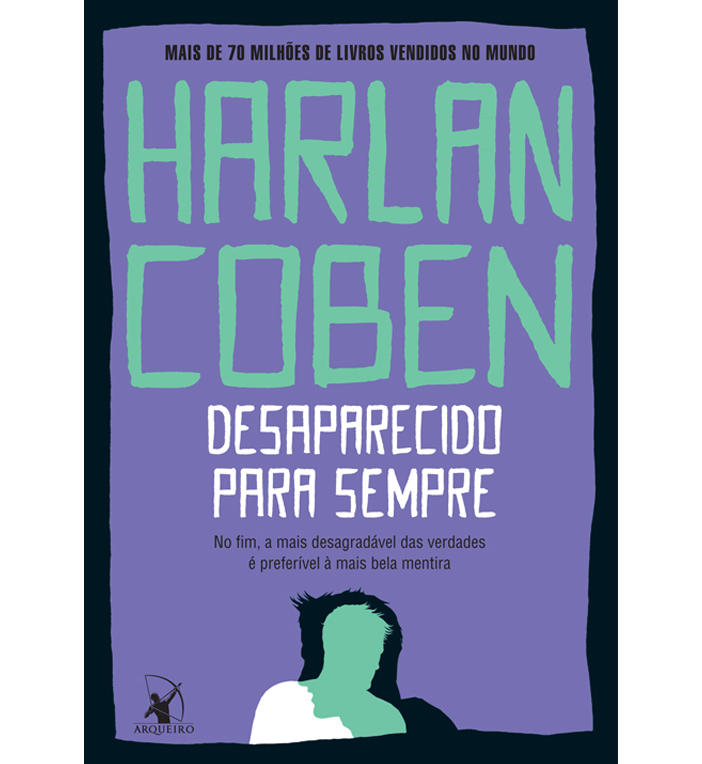 MAIS DE 70 MILHÕES DE LIVROS VENDIDOS NO MUNDO
HARLAN
COBEN
DESAPARECIDO
PARA SEMPRE
No fim, a mais desagradável das verdades
é preferível à mais bela mentira
ARQUEIRO